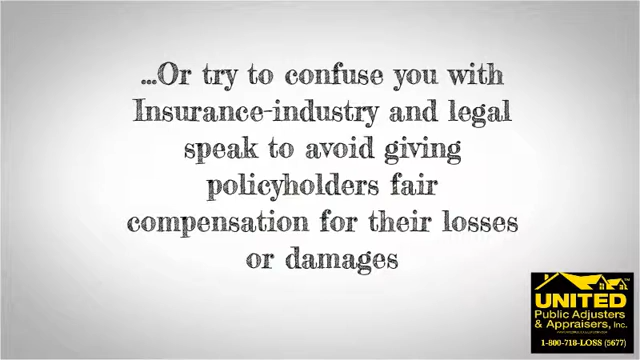 ...Or try to confuse you with
Insurance-industry and legal
speak to avoid giving
policyholders fair
compensation for their losses
or damages
UNITED
Public Adjusters
& Appraisers, Inc.
1-800-718-LOSS (5677)